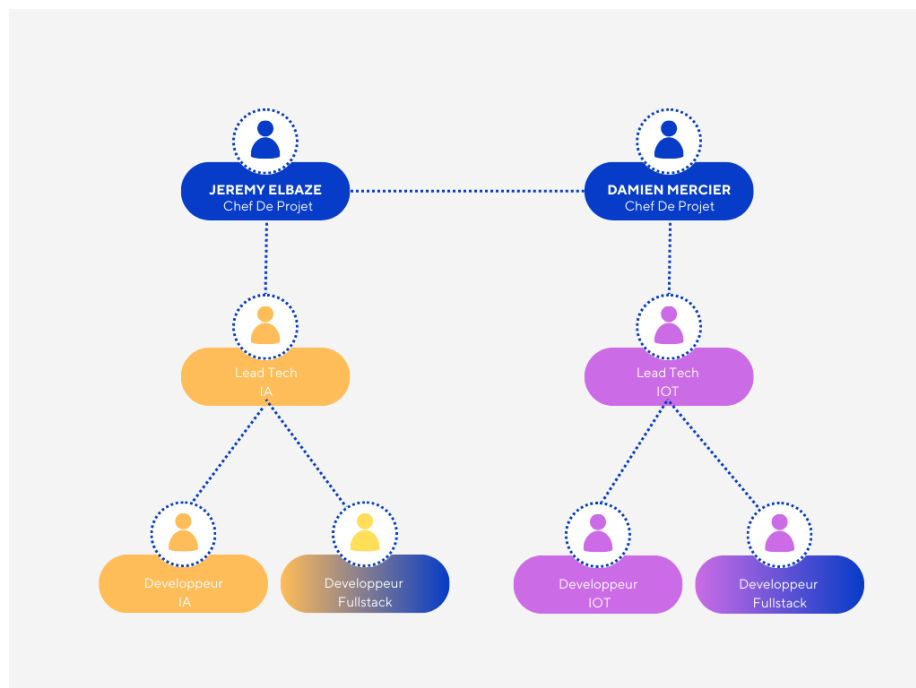 JEREMY ELBAZE
Chef De Projet
DAMIEN MERCIER
Chef De Projet
Lead Tech
IA
Lead Tech
IOT
Developpeur
IA
Developpeur
Fullstack
Developpeur
IOT
Developpeur
Fullstack